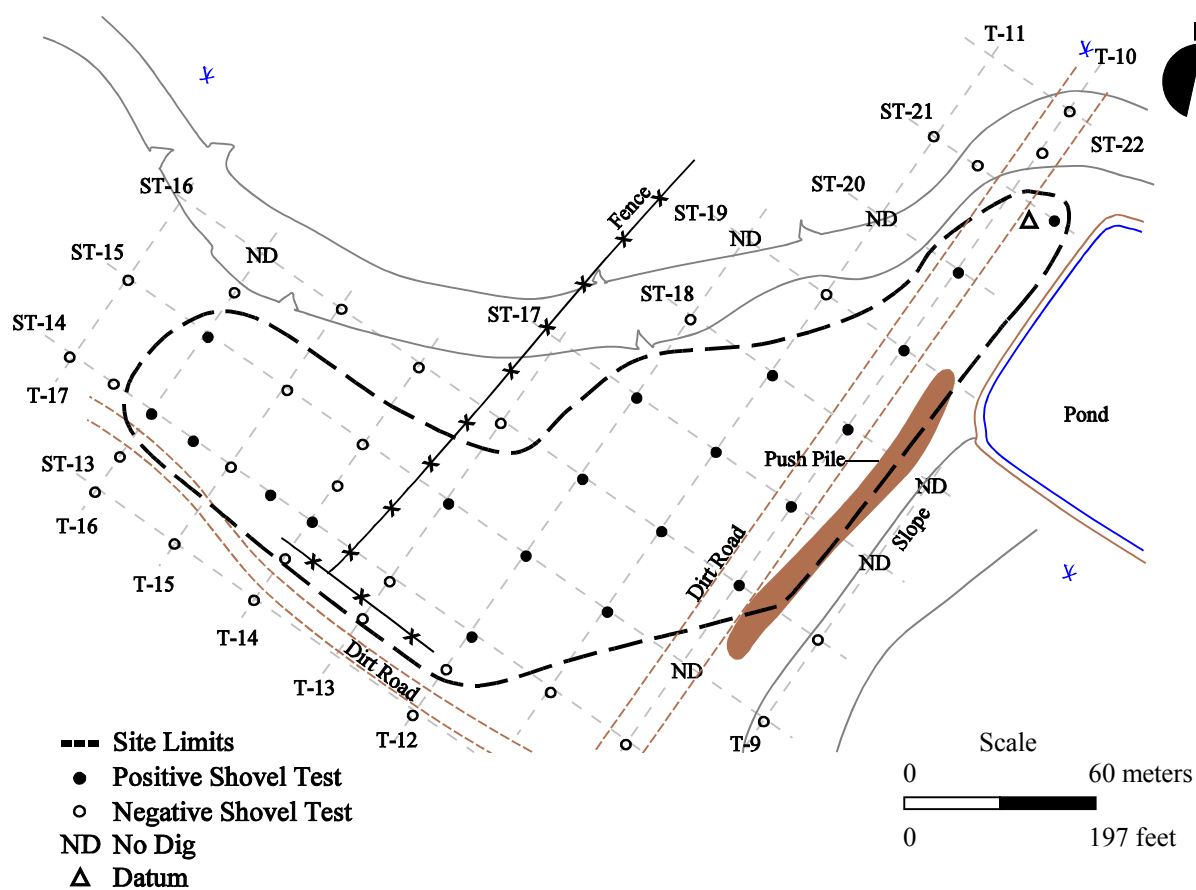 T-11
T-10
ST-21
ST-22
ST-16
ST-20
Fence
ST-19
ND
ND
ND
ST-15
ST-18
ST-17
ST-14
T-17
Pond
Push Pile
ST-13
ND
T-16
Slope
Dirt Road
ND
T-15
T-14
Dirt Road
ND
T-13
T-12
T-9
Site Limits
Positive Shovel Test
Negative Shovel Test
ND No Dig
Datum
Scale
0 60 meters
0 197 feet